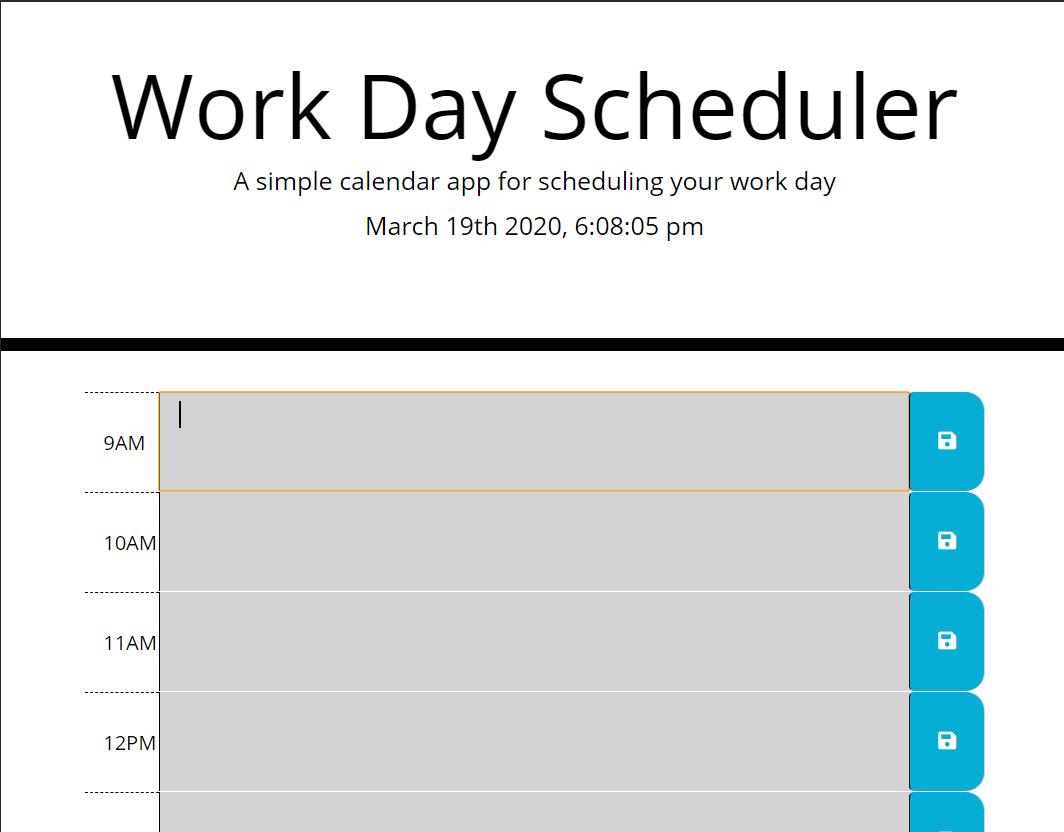 Work Day Scheduler
A simple calendar app for scheduling your work day
March 19th 2020, 6:08:05 pm
9AM
10AM
11AM
12PM